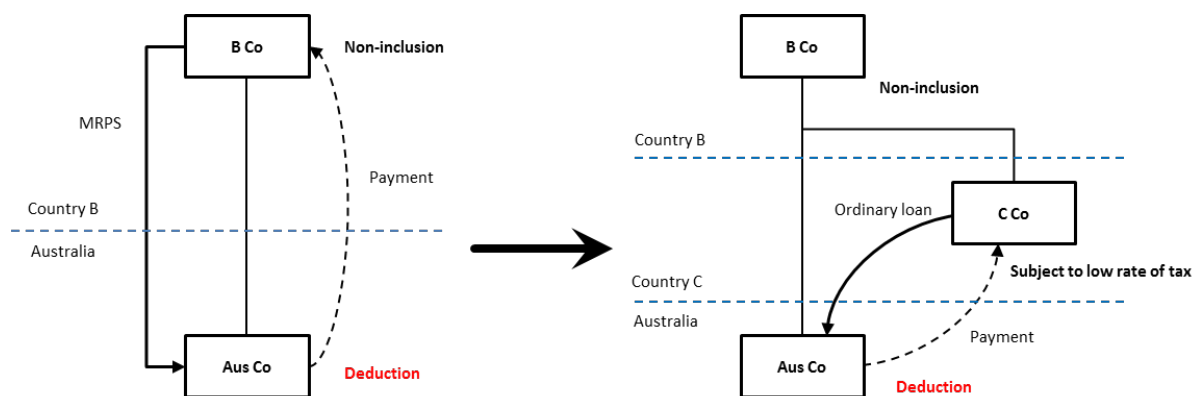 B Co
Non-inclusion
MRPS
Payment
Country B
Australia
Aus Co
Deduction
B Co
Non-inclusion
Country B
Ordinary loan
C Co
Subject to low rate of tax
Country C
Australia
Payment
Aus Co
Deduction